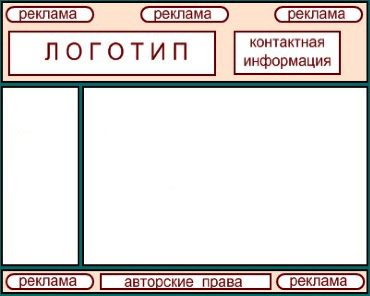 реклама реклама реклама
ЛОГОТИП
контактная
информация
реклама авторские права реклама